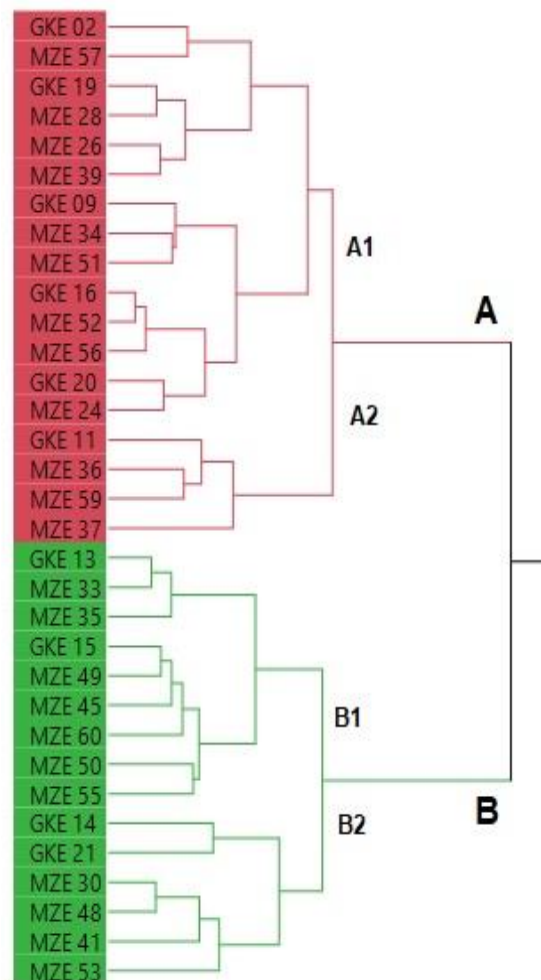 GKE 02
MZE 57
GKE 19
MZE 28
MZE 26
MZE 39
GKE 09
MZE 34
MZE 51
GKE 16
MZE 52
MZE 56
GKE 20
MZE 24
GKE 11
MZE 36
MZE 59
MZE 37
GKE 13
MZE 33
MZE 35
GKE 15
MZE 49
MZE 45
MZE 60
MZE 50
MZE 55
GKE 14
GKE 21
MZE 30
MZE 48
MZE 41
MZE 53
A1
A
A2
B1
B
B2